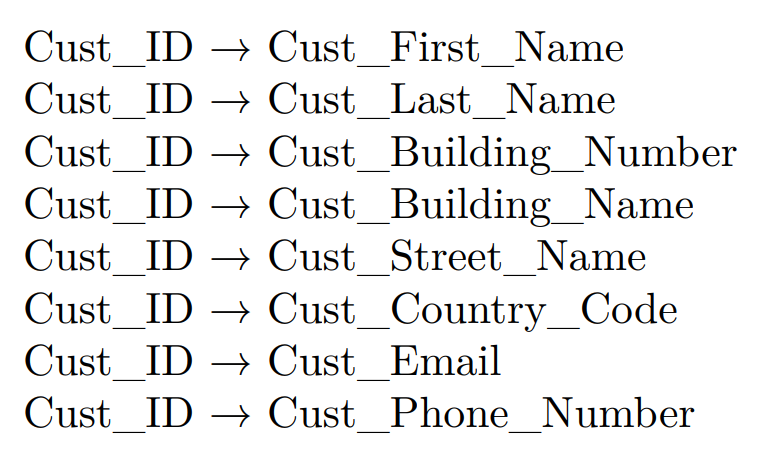 Cust_ID → Cust_First_Name
Cust_ID → Cust_Last_Name
Cust_ID → Cust_Building_Number
Cust_ID → Cust_Building_Name
Cust_ID → Cust_Street_Name
Cust_ID → Cust_Country_Code
Cust_ID → Cust_Email
Cust_ID → Cust_Phone_Number